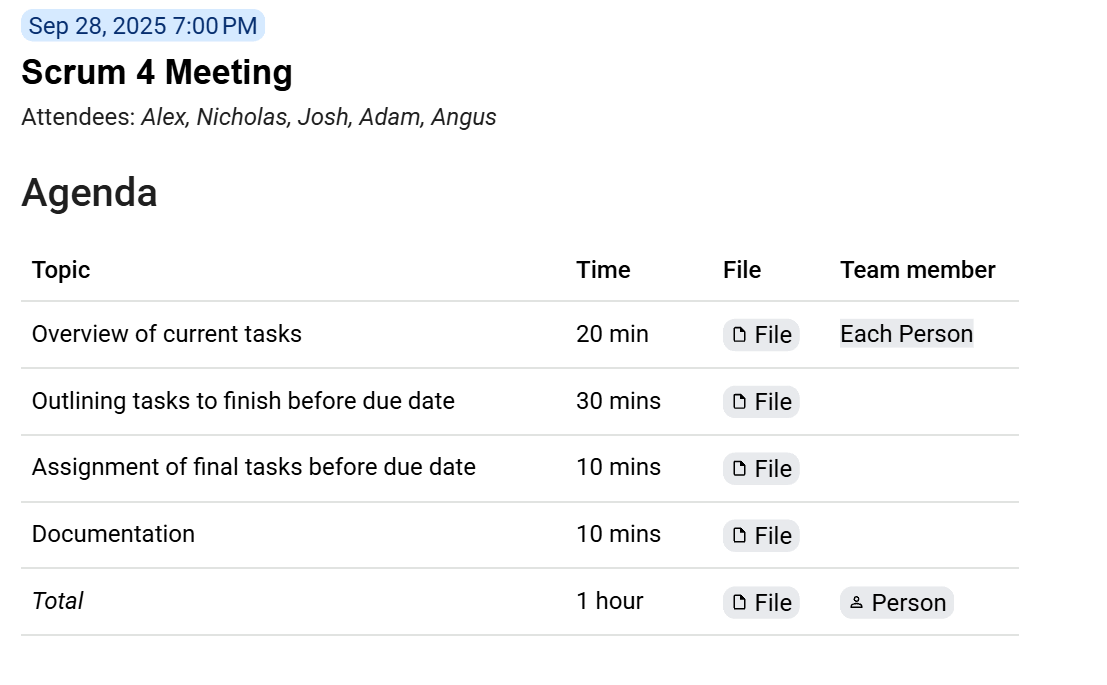 Sep 28, 2025 7:00 PM
Scrum 4 Meeting
Attendees: Alex, Nicholas, Josh, Adam, Angus
Agenda
Topic Time File Team member
Overview of current tasks 20 min File Each Person
Outlining tasks to finish before due date 30 mins File
Assignment of final tasks before due date 10 mins File
Documentation 10 mins File
Total 1 hour File Person